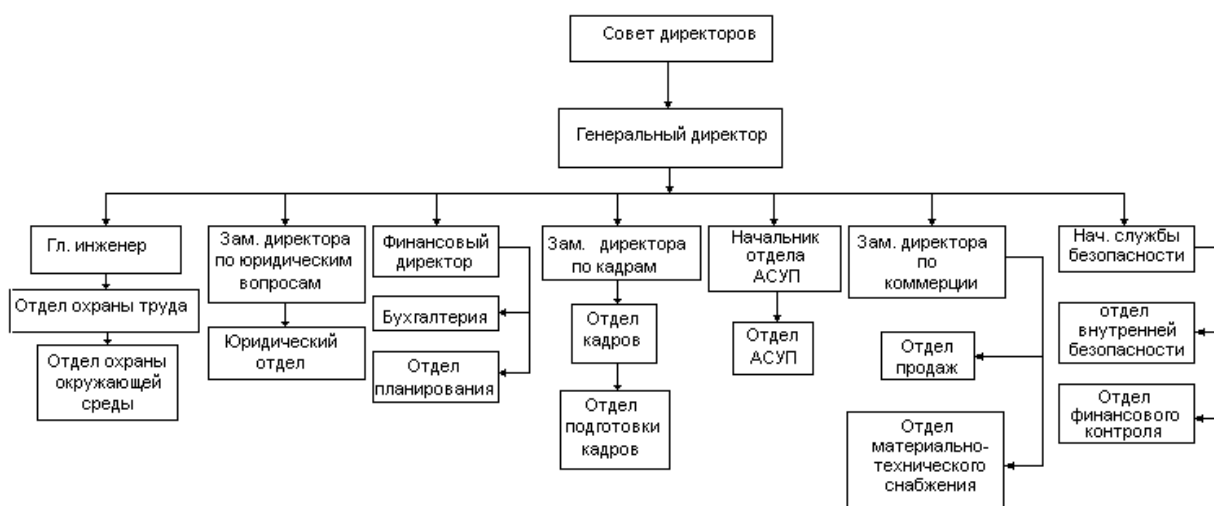 Совет директоров
Генеральный директор
Гл. инженер
Отдел охраны труда
Отдел охраны
окружающей
среды
Зам. директора
по юридическим
вопросам
Юридический
отдел
Финансовый
директор
Бухгалтерия
Отдел
планирования
Зам. директора
по кадрам
Отдел
кадров
Отдел
подготовки
кадров
Начальник
отдела
АСУП
Отдел
АСУП
Зам. директора
по
коммерции
Отдел
продаж
Отдел
материально-
технического
снабжения
Нач. службы
безопасности
отдел
внутренней
безопасности
Отдел
финансового
контроля